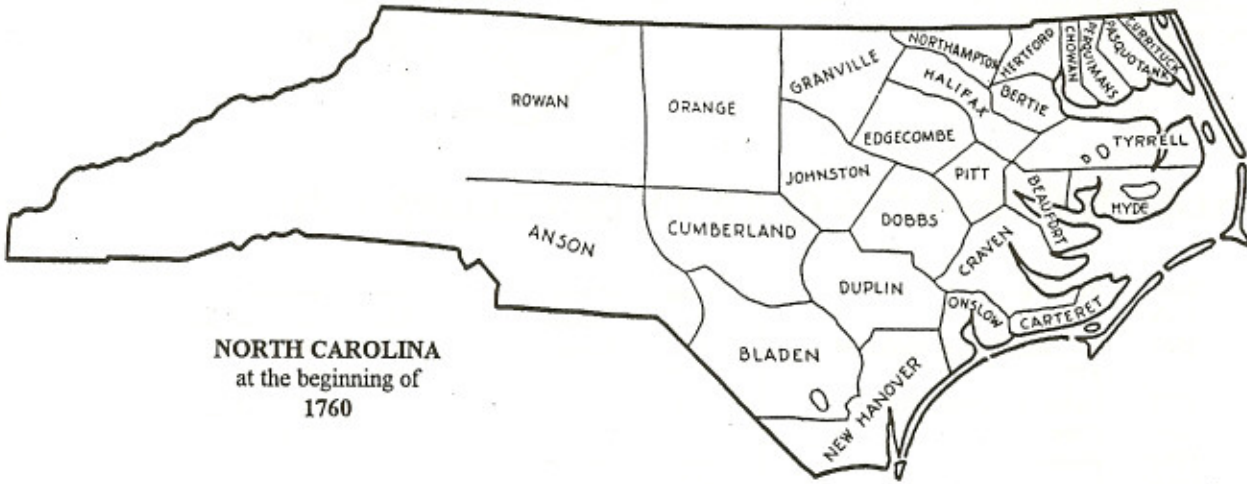 ROWAN
ORANGE
GRANVILLE
NORTHAMPTON
HERTFORD
CHOWAN
PERQUIMANS
PASQUOTANK
CURRITUCK
HALIFAX
BERTIE
EDGECOMBE
TYRRELL
JOHNSTON
PITT
BEAUFORT
HYDE
ANSON
CUMBERLAND
DOBBS
CRAVEN
DUPLIN
ONSLOW
CARTERET
BLADEN
NEW HANOVER
NORTH CAROLINA
at the beginning of
1760